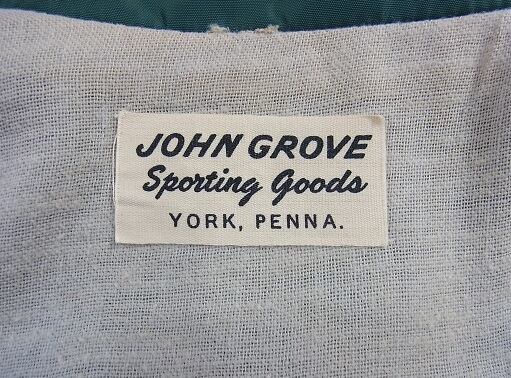 JOHN GROVE
Sporting Goods
YORK, PENNA.